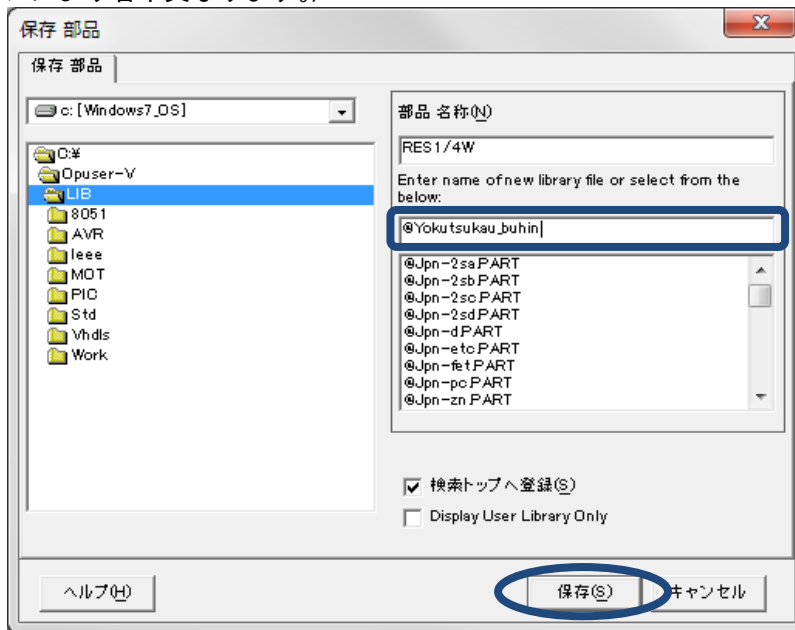 保存 部品
x
保存 部品
c: [Windows7_OS]
C:¥
Opuser-V
LIB
8051
AVR
Ieee
MOT
PIC
Std
Vhdls
Work
部品 名称(N)
RES1/4W
Enter name of new library file or select from the
below:
@Yokutsukau_buhin
@Jpn-2sa.PART
@Jpn-2sb.PART
@Jpn-2sc.PART
@Jpn-2sd.PART
@Jpn-d.PART
@Jpn-etc.PART
@Jpn-fet.PART
@Jpn-pc.PART
@Jpn-zn.PART
検索トップへ登録(S)
Display User Library Only
ヘルプ(H)
保存(S)
キャンセル